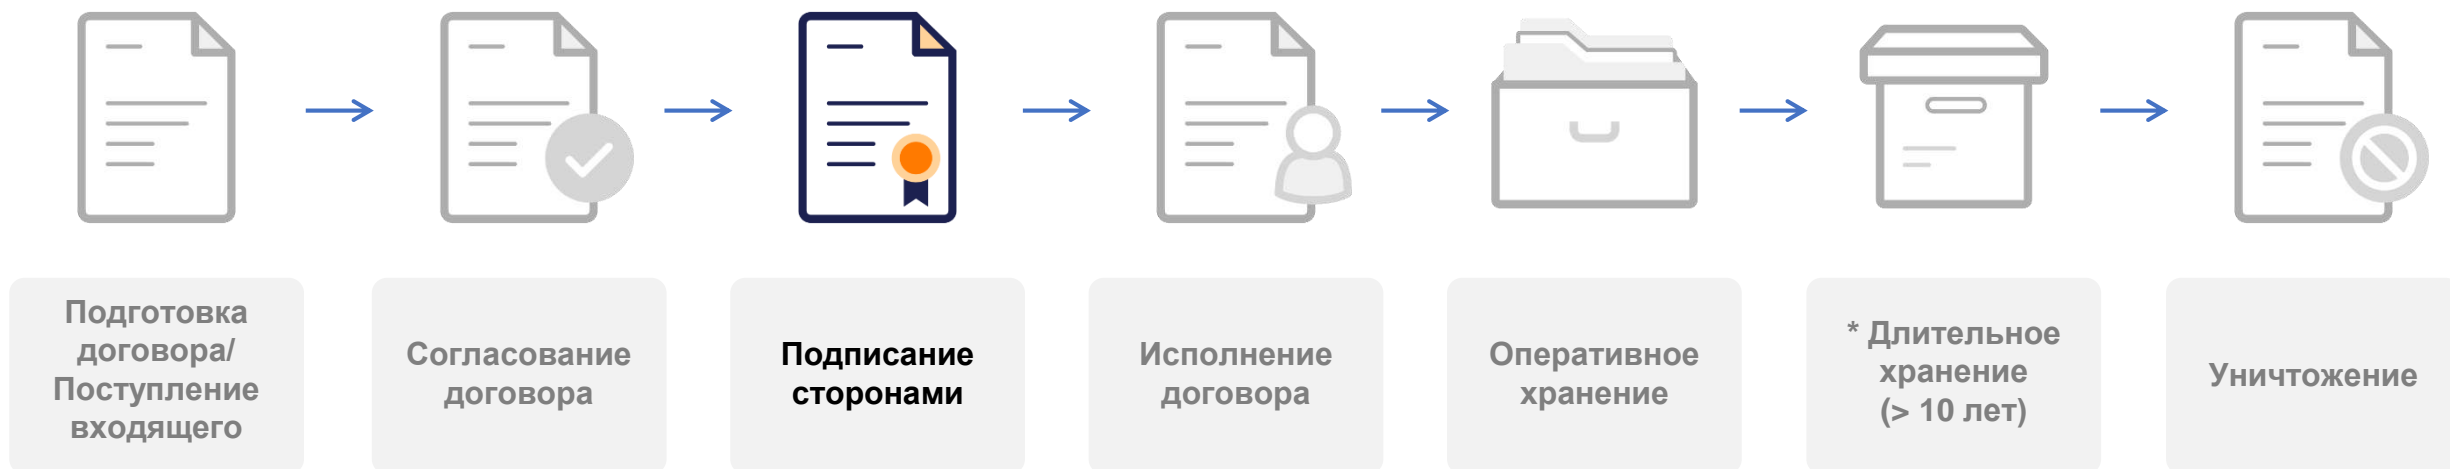 Подготовка
договора/
Поступление
входящего
Согласование
договора
Подписание
сторонами
Исполнение
договора
Оперативное
хранение
* Длительное
хранение
(> 10 лет)
Уничтожение